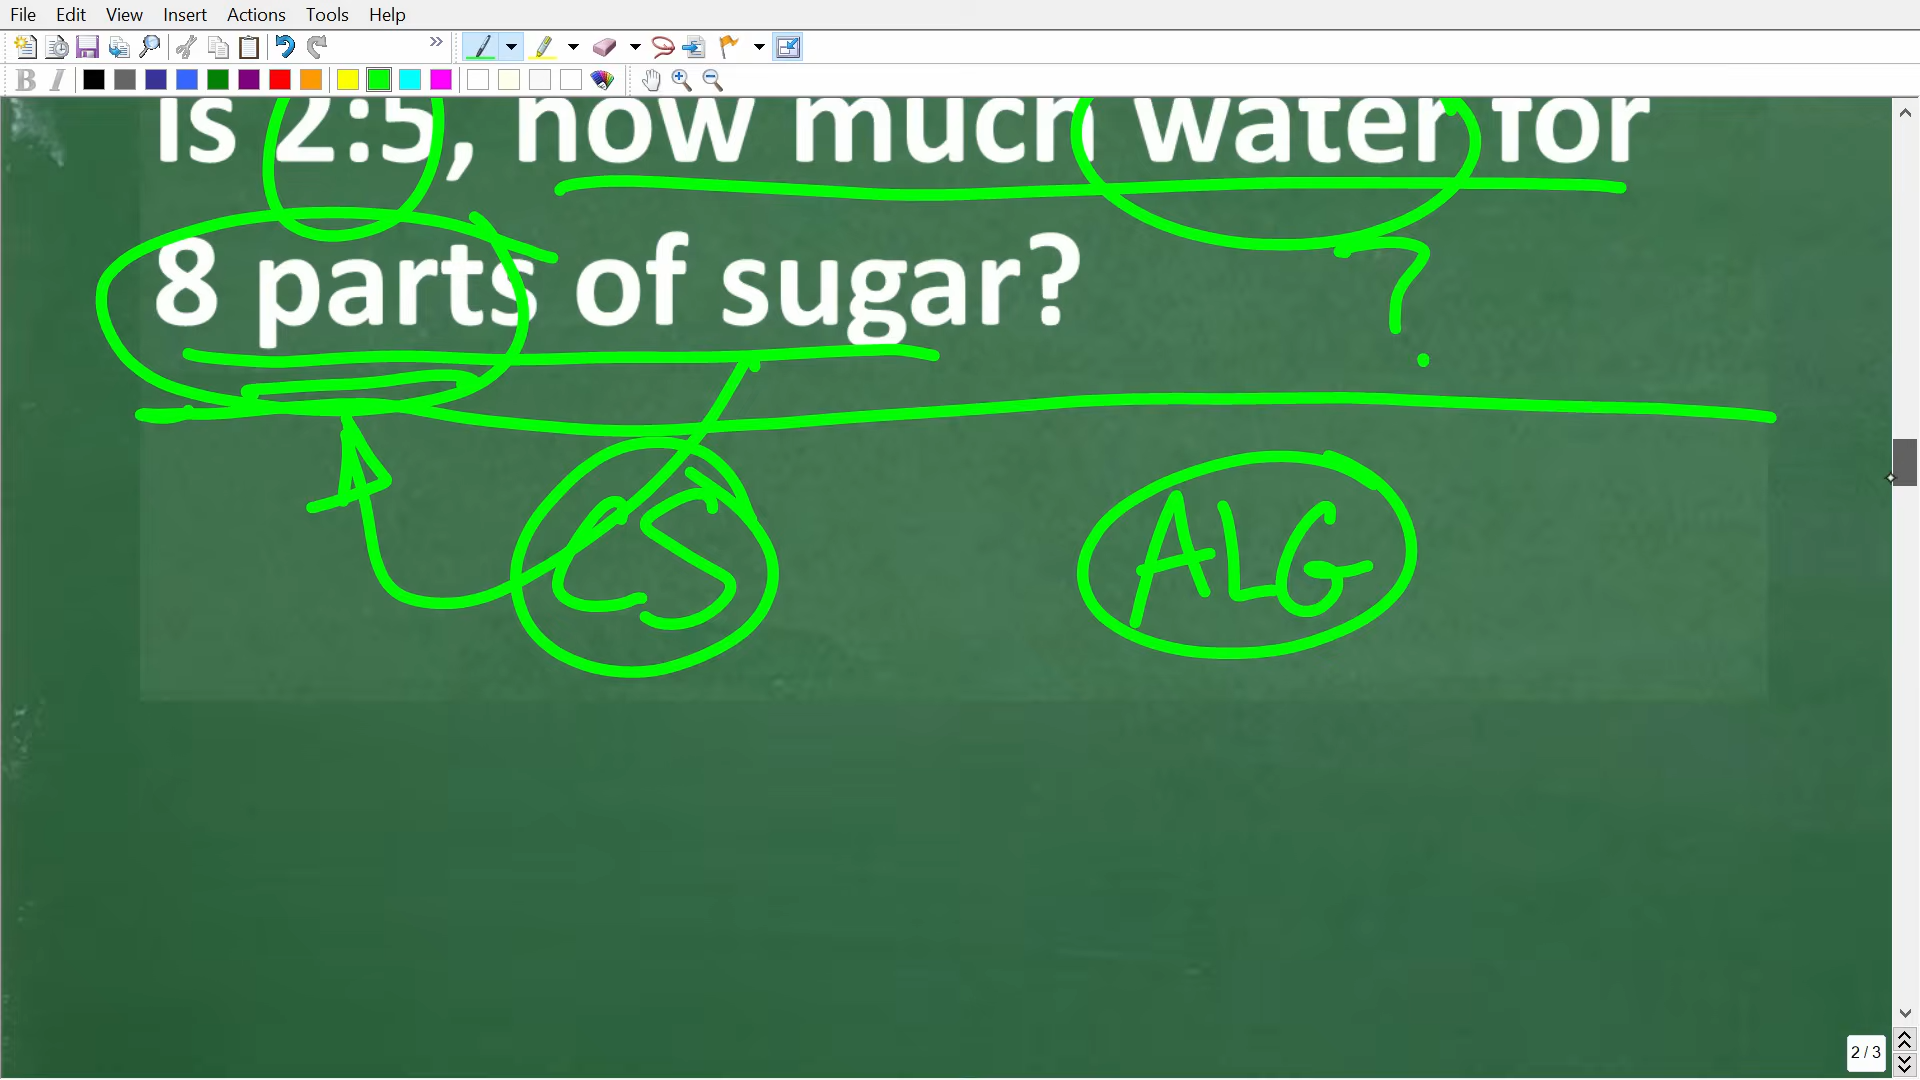 File Edit View Insert Actions Tools Help
B I
is 2:5, how much water for
8 parts of sugar?
?
CS ALG
2 / 3